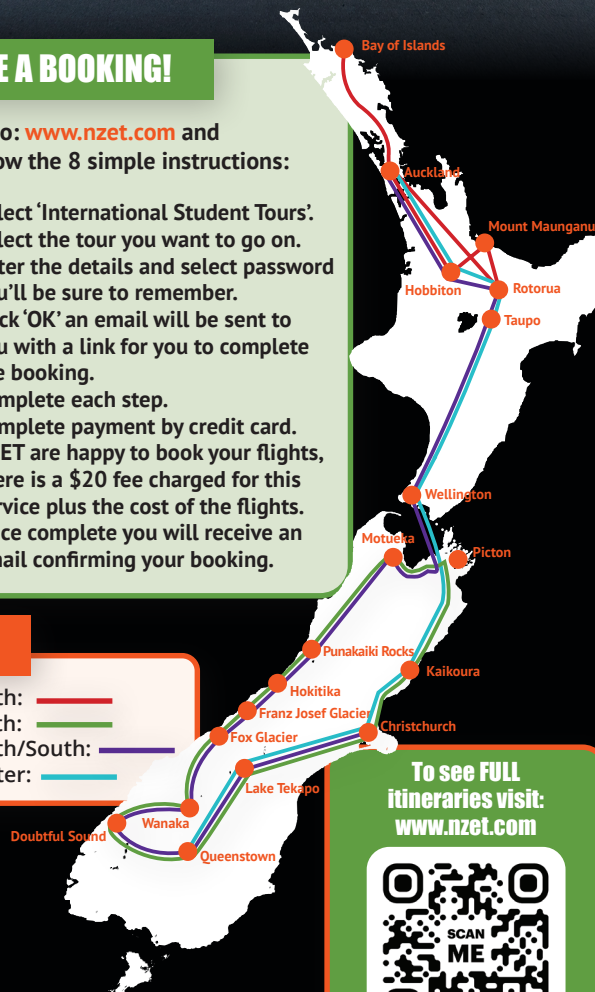 E A BOOKING!
o: www.nzet.com and
ow the 8 simple instructions:
lect ‘International Student Tours’.
lect the tour you want to go on.
ter the details and select password
u’ll be sure to remember.
ck ‘OK’ an email will be sent to
u with a link for you to complete
e booking.
mplete each step.
mplete payment by credit card.
ET are happy to book your flights,
ere is a $20 fee charged for this
rvice plus the cost of the flights.
ce complete you will receive an
nail confirming your booking.
th:
th:
th/South:
ter:
Bay of Islands
Auckland
Mount Maunganu
Hobbiton
Rotorua
Taupo
Wellington
Motueka
Picton
Punakaiki Rocks
Kaikoura
Hokitika
Franz Josef Glacier
Christchurch
Fox Glacier
Lake Tekapo
Wanaka
Doubtful Sound
Queenstown
To see FULL
itineraries visit:
www.nzet.com
SCAN
ME